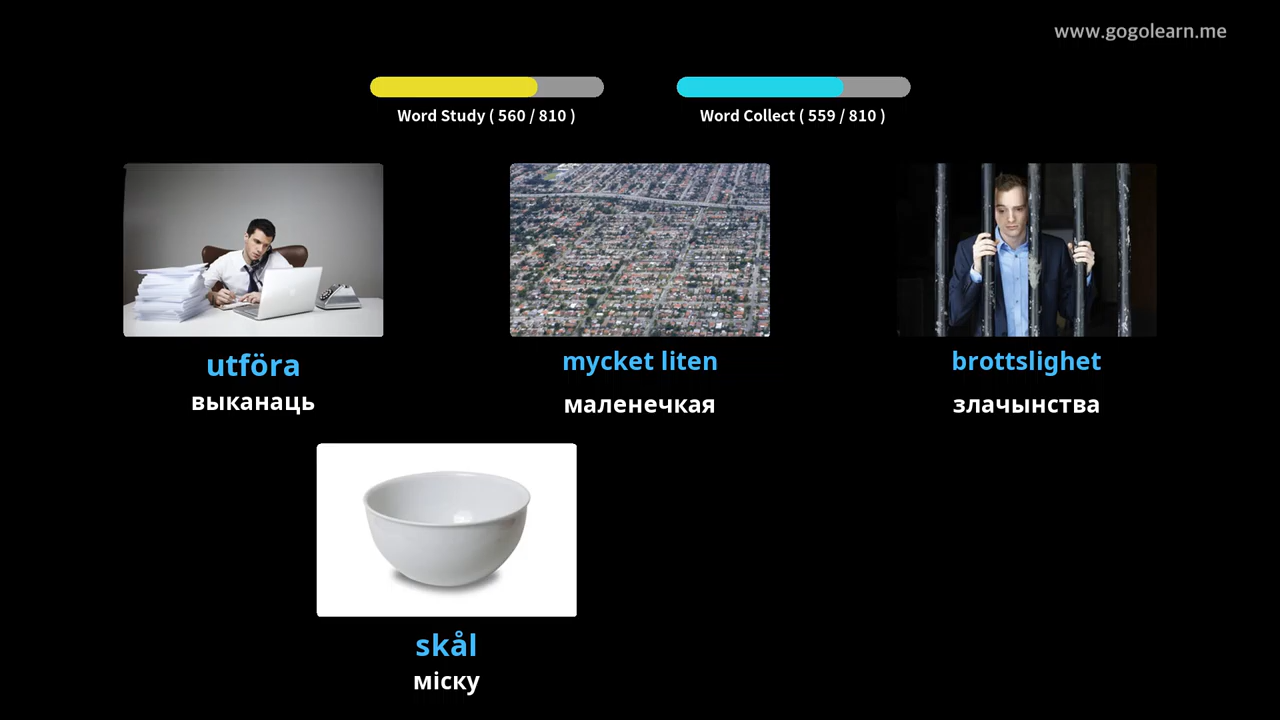 www.gogolearn.me
Word Study ( 560 / 810 )
Word Collect ( 559 / 810 )
utföra
выканаць
mycket liten
маленечкая
brottslighet
злачынства
skål
міску